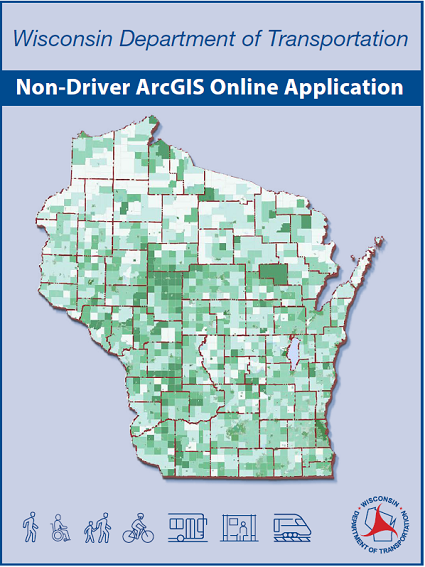 Wisconsin Department of Transportation
Non-Driver ArcGIS Online Application
WISCONSIN
DEPARTMENT OF TRANSPORTATION